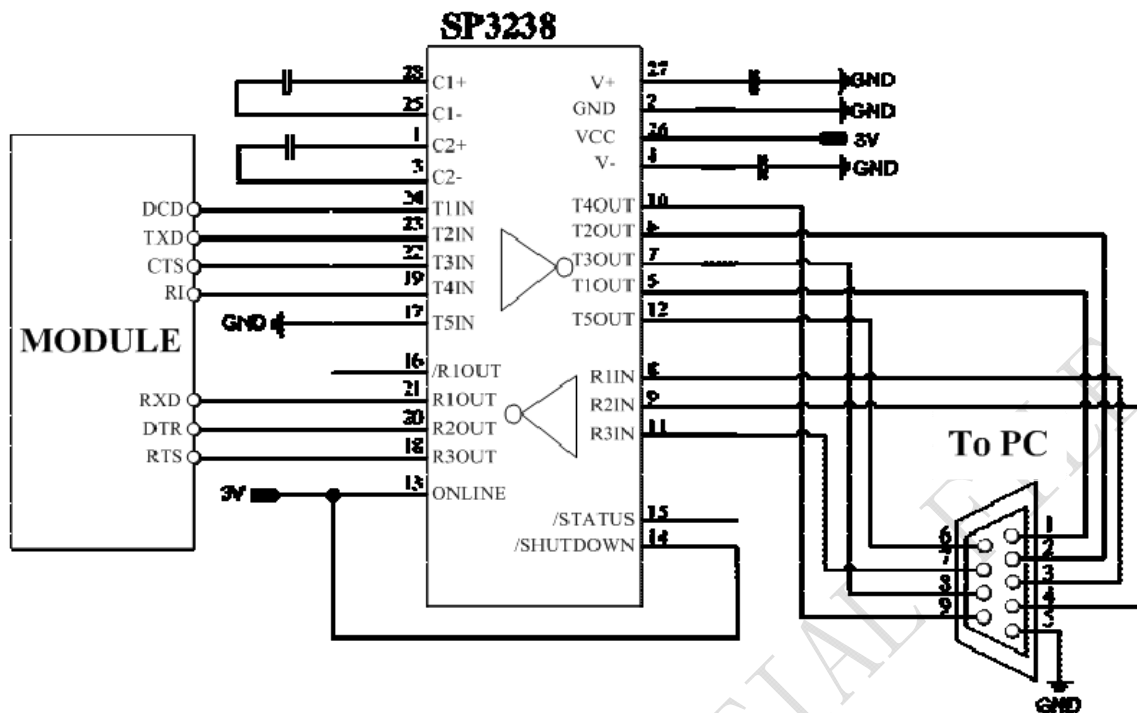 SP3238
28
C1+
25
C1-
1
C2+
3
C2-
24
T1IN
23
T2IN
22
T3IN
19
T4IN
GND
17
T5IN
16
/R1OUT
21
R1OUT
20
R2OUT
18
R3OUT
3V
13
ONLINE
MODULE
DCD
TXD
CTS
RI
RXD
DTR
RTS
V+
27
GND
GND
2
GND
VCC
26
3V
V-
4
GND
T4OUT
10
T2OUT
6
T3OUT
7
T1OUT
5
T5OUT
12
R1IN
8
R2IN
9
R3IN
11
/STATUS
15
/SHUTDOWN
14
To PC
6
7
8
9
1
2
3
4
5
GND